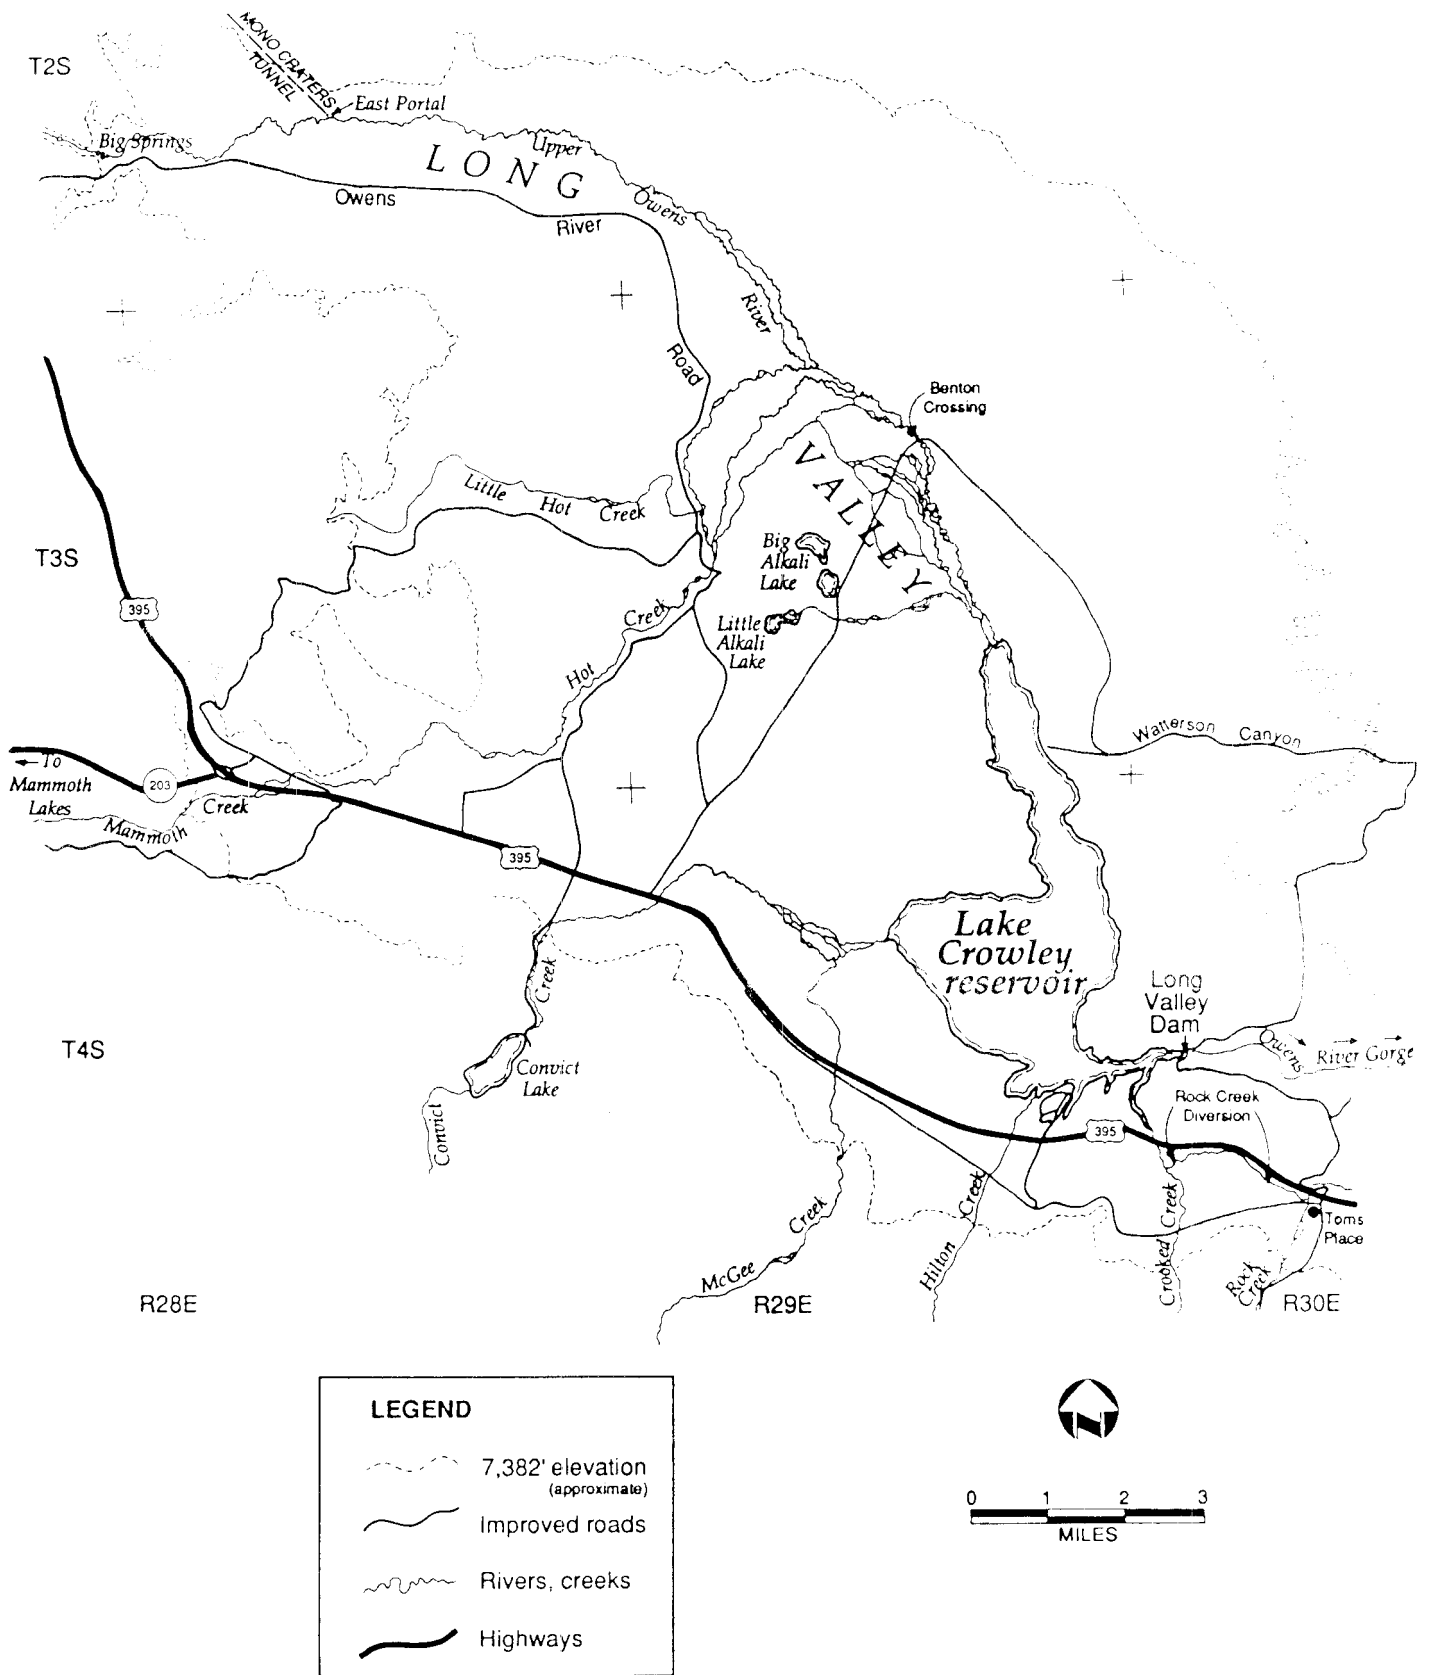 MONO CRATERS
TUNNEL
T2S
East Portal
Big Springs
Upper
LONG
Owens
Owens
River
River
Road
Benton
Crossing
VALLEY
Little Hot Creek
T3S
Big
Alkali
Lake
395
Creek
Little
Alkali
Lake
Hot
Watterson Canyon
To
Mammoth
Lakes
203
Creek
Mammoth
395
Lake
Crowley
reservoir
Creek
Long
Valley
Dam
T4S
Owens
River Gorge
Convict
Lake
Rock Creek
Diversion
Convict
395
Creek
Creek
Toms
Place
McGee
Hilton
Crooked Creek
Rock
Creek
R28E
R29E
R30E
LEGEND
7,382' elevation
(approximate)
Improved roads
Rivers, creeks
Highways
N
0 1 2 3
MILES